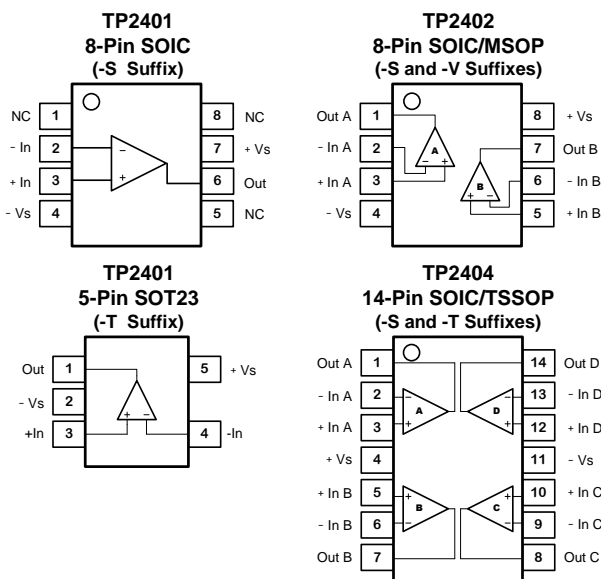 TP2401
8-Pin SOIC
(-S Suffix)
NC 1
- In 2
+ In 3
- Vs 4
8 NC
7 + Vs
6 Out
5 NC
- +
TP2402
8-Pin SOIC/MSOP
(-S and -V Suffixes)
Out A 1
- In A 2
+ In A 3
- Vs 4
8 + Vs
7 Out B
6 - In B
5 + In B
A
- +
B
+ -
TP2401
5-Pin SOT23
(-T Suffix)
Out 1
- Vs 2
+In 3
5 + Vs
4 -In
+ -
TP2404
14-Pin SOIC/TSSOP
(-S and -T Suffixes)
Out A 1
- In A 2
+ In A 3
+ Vs 4
+ In B 5
- In B 6
Out B 7
14 Out D
13 - In D
12 + In D
11 - Vs
10 + In C
9 - In C
8 Out C
- + A
D - +
+ - B
C + -